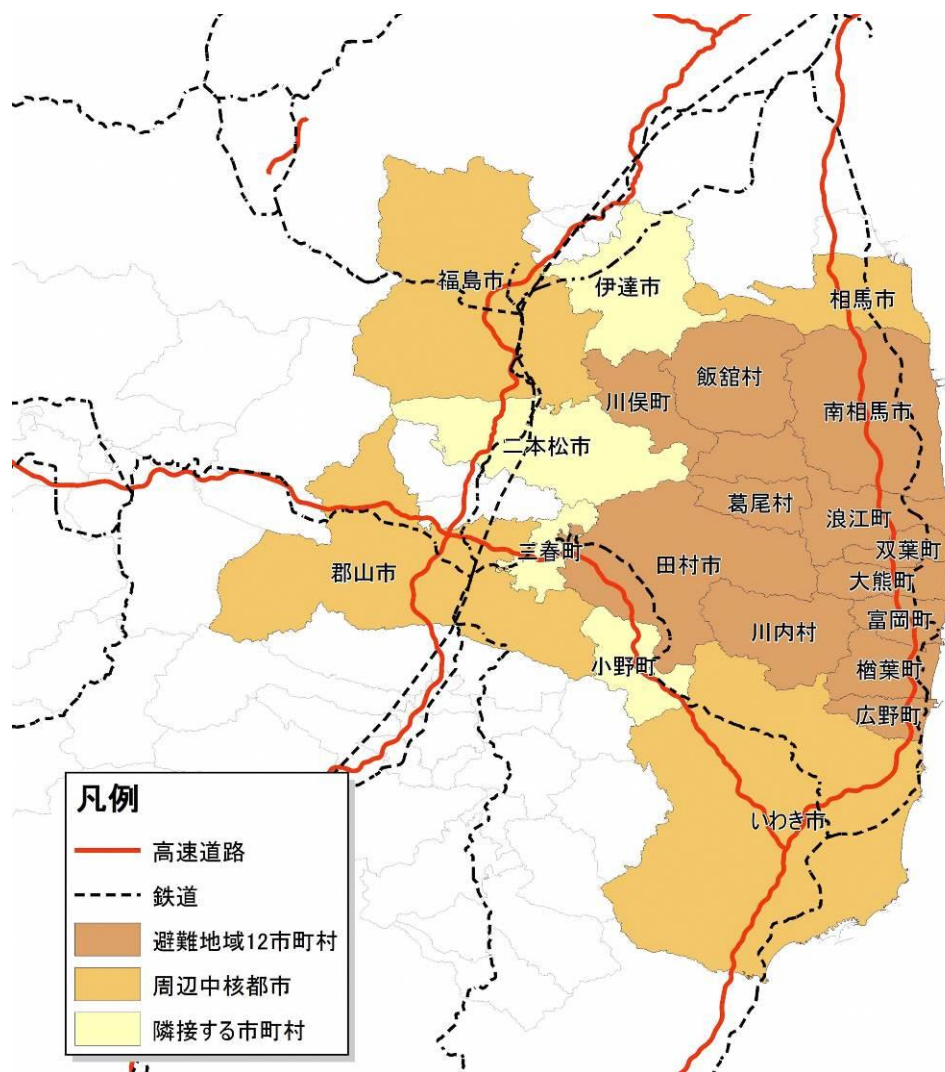 福島市
伊達市
相馬市
飯舘村
川俣町
南相馬市
二本松市
葛尾村
浪江町
双葉町
三春町
田村市
大熊町
郡山市
富岡町
川内村
小野町
楢葉町
広野町
いわき市
凡例
高速道路
鉄道
避難地域12市町村
周辺中核都市
隣接する市町村